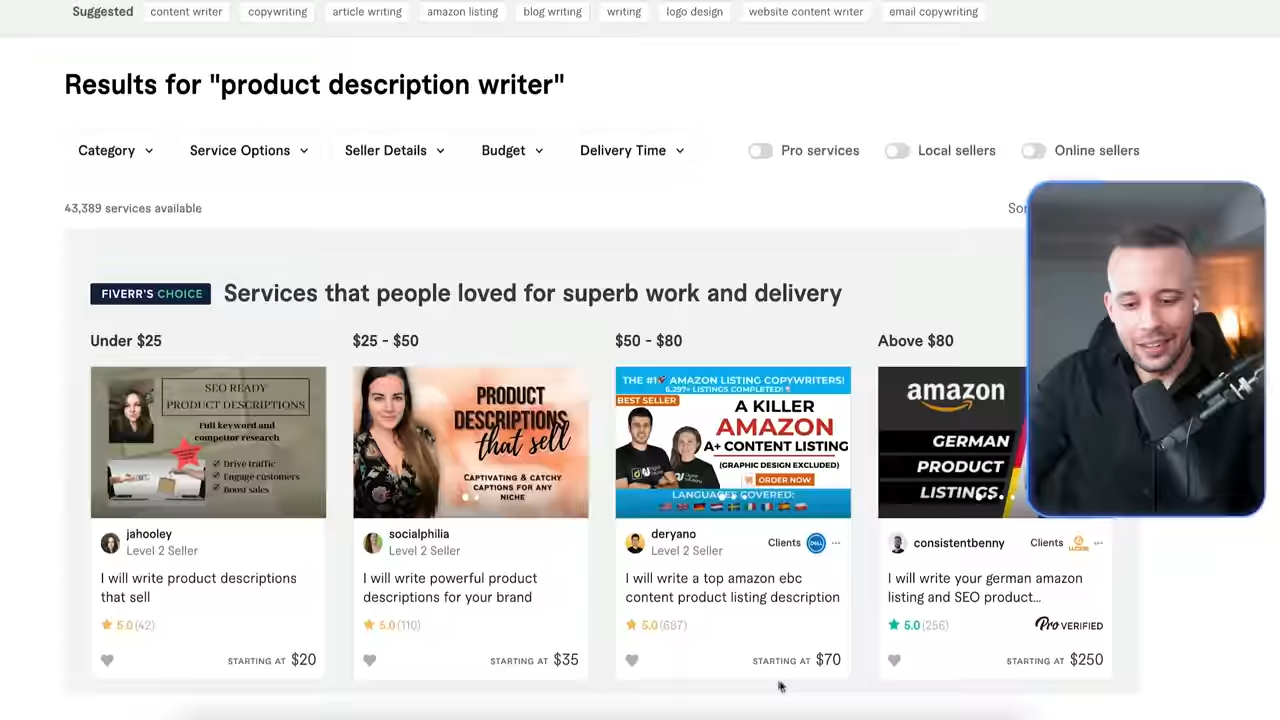 Suggested content writer copywriting article writing amazon listing blog writing writing logo design website content writer email copywriting
Results for "product description writer"
Category Service Options Seller Details Budget Delivery Time Pro services Local sellers Online sellers
43,389 services available
Sor
FIVERR'S CHOICE Services that people loved for superb work and delivery
Under $25
$25 - $50
$50 - $80
Above $80
SEO READY
PRODUCT DESCRIPTIONS
Full keyword and
competitor research
Drive traffic
Engage customers
Boost sales
jahooley
Level 2 Seller
I will write product descriptions
that sell
5.0 (42)
STARTING AT $20
PRODUCT
DESCRIPTIONS
that sell
CAPTIVATING & CATCHY
CAPTIONS FOR ANY
NICHE
socialphilia
Level 2 Seller
I will write powerful product
descriptions for your brand
5.0 (110)
STARTING AT $35
THE #1 AMAZON LISTING COPYWRITERS!
6,297+ LISTINGS COMPLETED!
BEST SELLER
A KILLER
AMAZON
A+ CONTENT LISTING
(GRAPHIC DESIGN EXCLUDED)
ORDER NOW
LANGUAGES COVERED:
deryano
Level 2 Seller
Clients
DELL
I will write a top amazon ebc
content product listing description
5.0 (687)
STARTING AT $70
amazon
GERMAN
PRODUCT
LISTINGS.
consistentbenny
Clients
I will write your german amazon
listing and SEO product...
5.0 (256)
Pro VERIFIED
STARTING AT $250